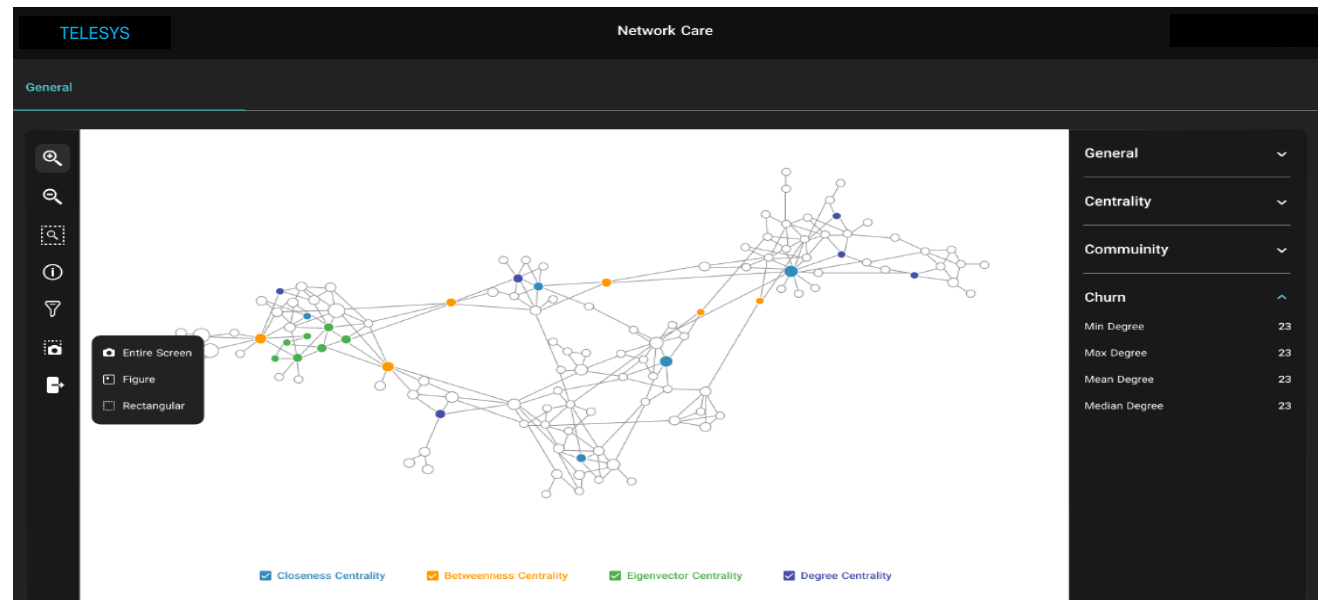 TELESYS
Network Care
General
General
Centrality
Commuinity
Churn
Min Degree 23
Max Degree 23
Mean Degree 23
Median Degree 23
Entire Screen
Figure
Rectangular
Closeness Centrality Betweenness Centrality Eigenvector Centrality Degree Centrality